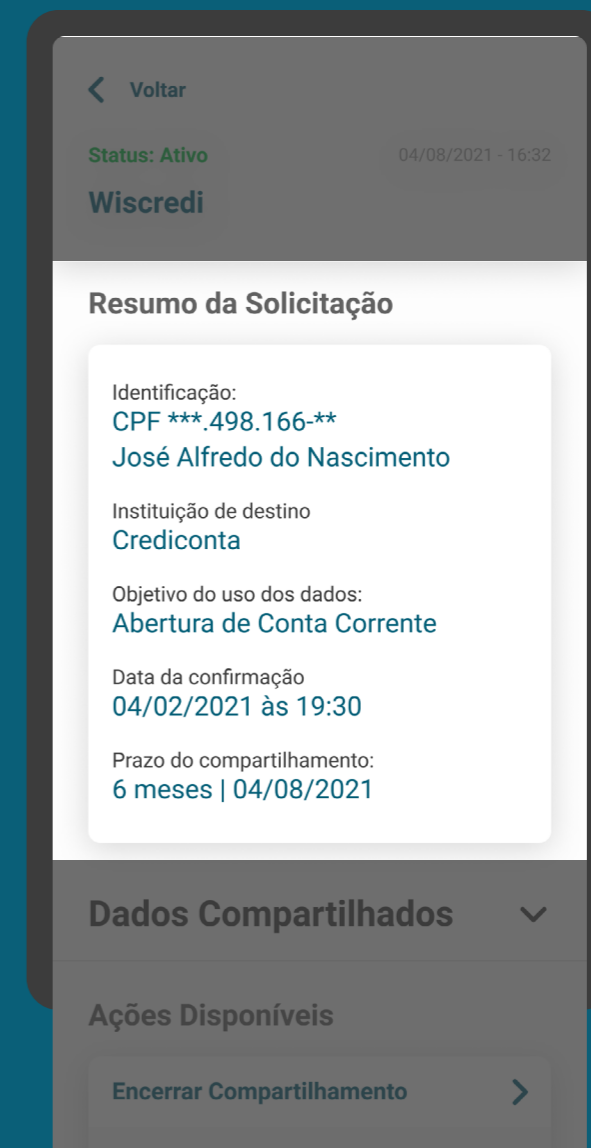 Voltar
Status: Ativo 04/08/2021 - 16:32
Wiscredi
Resumo da Solicitação
Identificação:
CPF ***.498.166-**
José Alfredo do Nascimento
Instituição de destino
Crediconta
Objetivo do uso dos dados:
Abertura de Conta Corrente
Data da confirmação
04/02/2021 às 19:30
Prazo do compartilhamento:
6 meses | 04/08/2021
Dados Compartilhados
Ações Disponíveis
Encerrar Compartilhamento